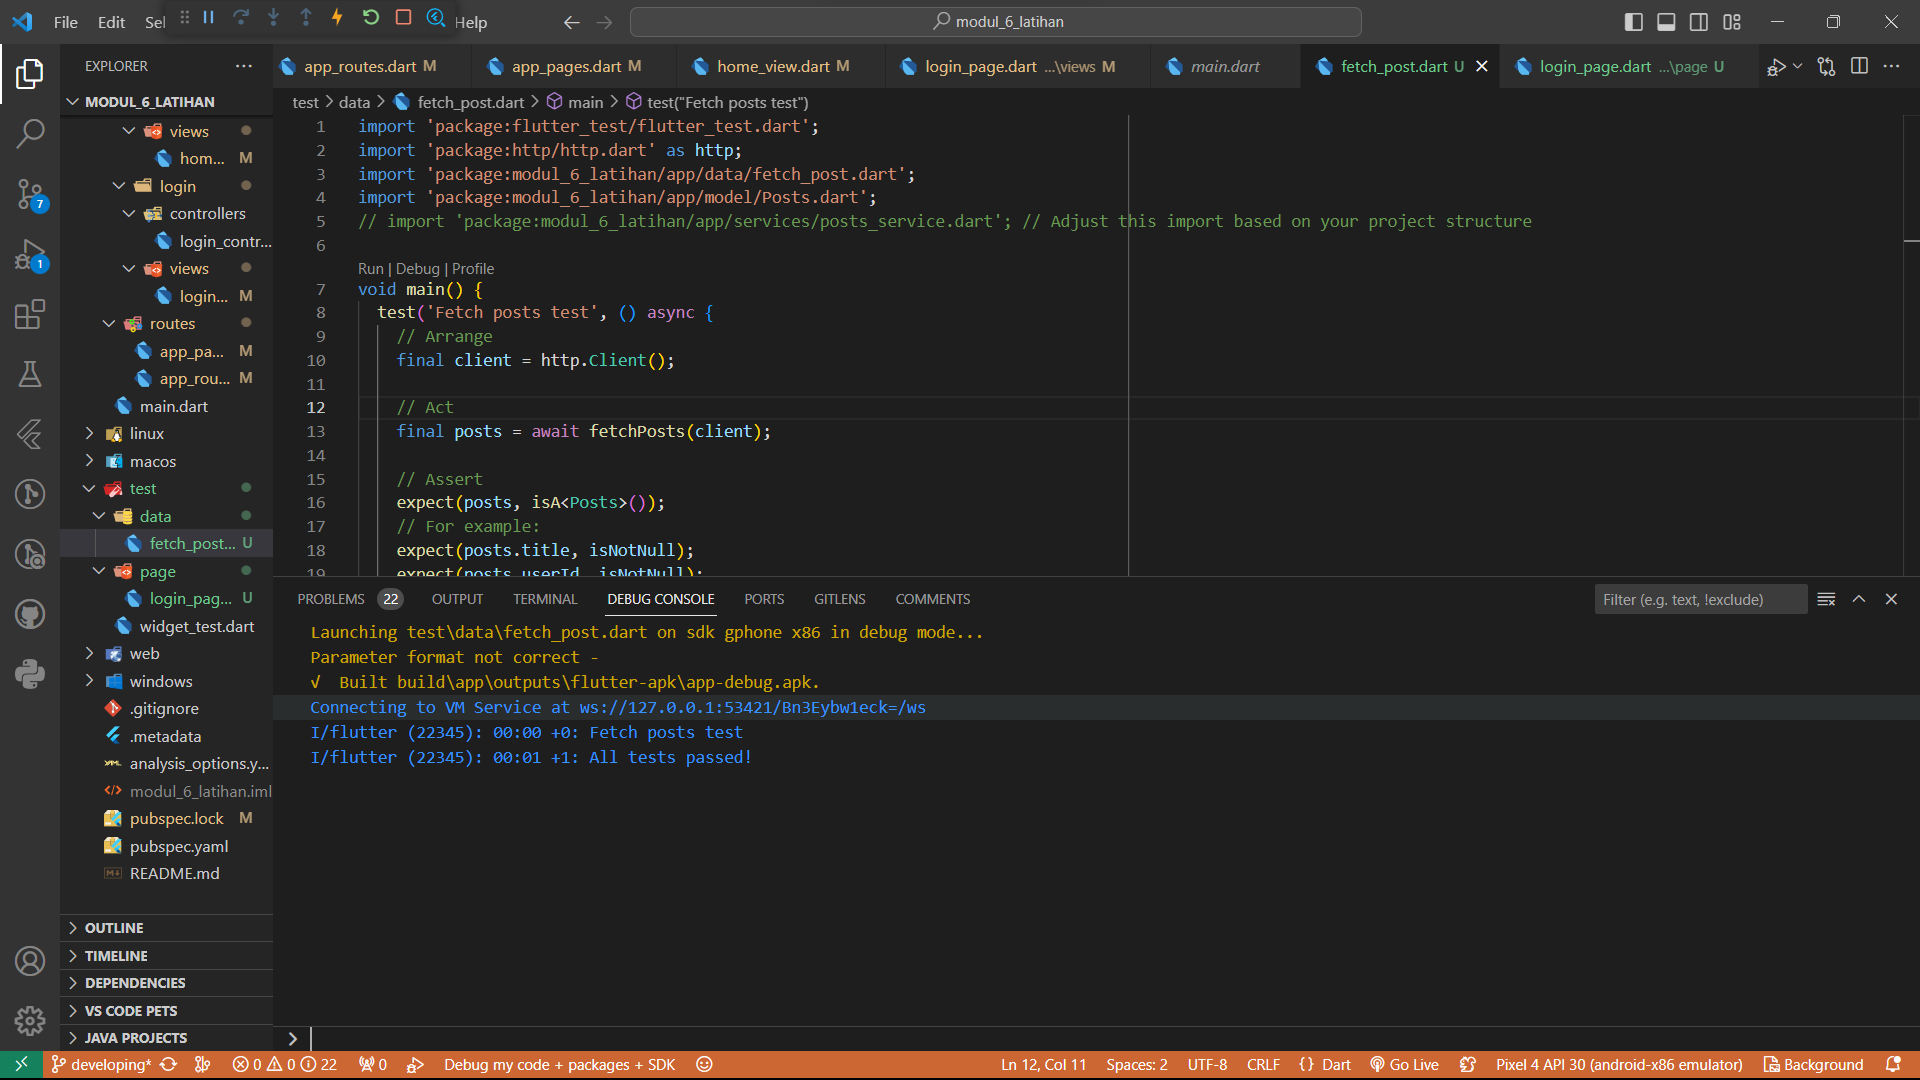 File Edit Sel Help
modul_6_latihan
EXPLORER
app_routes.dart M
app_pages.dart M
home_view.dart M
login_page.dart ...\views M
main.dart
fetch_post.dart U
login_page.dart ...\page U
MODUL_6_LATIHAN
views
hom... M
login
controllers
login_contr...
views
login... M
routes
app_pa... M
app_rou... M
main.dart
linux
macos
test
data
fetch_post... U
page
login_pag... U
widget_test.dart
web
windows
.gitignore
.metadata
analysis_options.y...
modul_6_latihan.iml
pubspec.lock M
pubspec.yaml
README.md
OUTLINE
TIMELINE
DEPENDENCIES
VS CODE PETS
JAVA PROJECTS
7
1
test > data > fetch_post.dart > main > test("Fetch posts test")
1 import 'package:flutter_test/flutter_test.dart';
2 import 'package:http/http.dart' as http;
3 import 'package:modul_6_latihan/app/data/fetch_post.dart';
4 import 'package:modul_6_latihan/app/model/Posts.dart';
5 // import 'package:modul_6_latihan/app/services/posts_service.dart'; // Adjust this import based on your project structure
6
Run | Debug | Profile
7 void main() {
8 test('Fetch posts test', () async {
9 // Arrange
10 final client = http.Client();
11
12 // Act
13 final posts = await fetchPosts(client);
14
15 // Assert
16 expect(posts, isA<Posts>());
17 // For example:
18 expect(posts.title, isNotNull);
19 expect(posts.userId, isNotNull);
PROBLEMS 22 OUTPUT TERMINAL DEBUG CONSOLE PORTS GITLENS COMMENTS
Filter (e.g. text, !exclude)
Launching test\data\fetch_post.dart on sdk gphone x86 in debug mode...
Parameter format not correct -
√ Built build\app\outputs\flutter-apk\app-debug.apk.
Connecting to VM Service at ws://127.0.0.1:53421/Bn3Eybw1eck=/ws
I/flutter (22345): 00:00 +0: Fetch posts test
I/flutter (22345): 00:01 +1: All tests passed!
developing* 0 0 22 0 Debug my code + packages + SDK
Ln 12, Col 11 Spaces: 2 UTF-8 CRLF {} Dart Go Live Pixel 4 API 30 (android-x86 emulator) Background